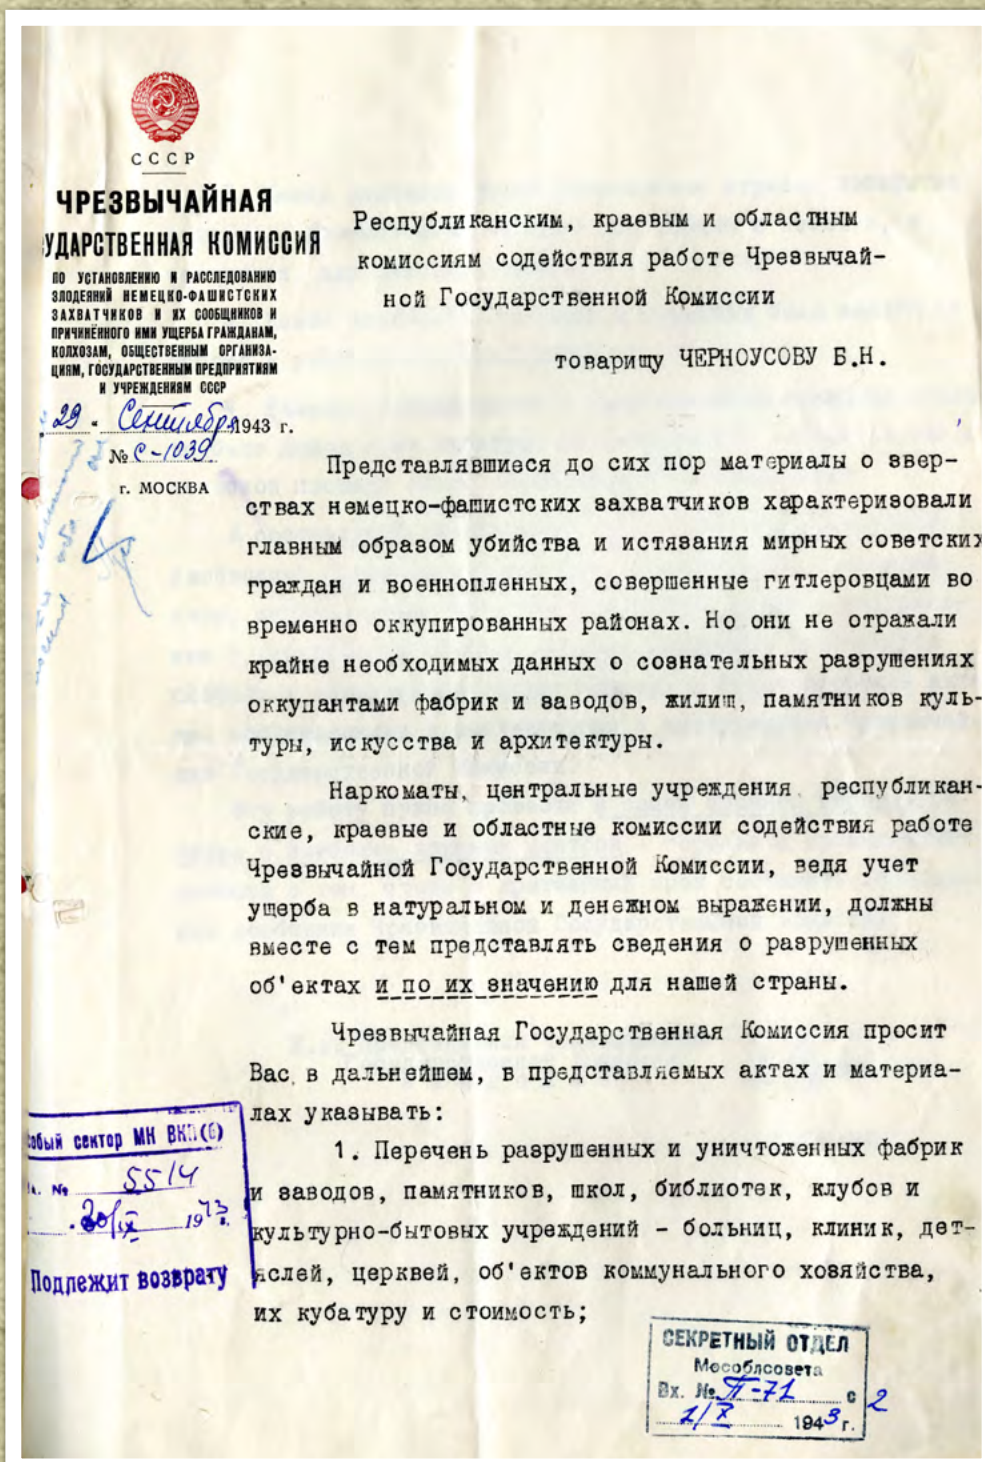 СССР
ЧРЕЗВЫЧАЙНАЯ
УДАРСТВЕННАЯ КОМИССИЯ
ПО УСТАНОВЛЕНИЮ И РАССЛЕДОВАНИЮ
ЗЛОДЕЯНИЙ НЕМЕЦКО-ФАШИСТСКИХ
ЗАХВАТЧИКОВ И ИХ СООБЩНИКОВ И
ПРИЧИНЁННОГО ИМИ УЩЕРБА ГРАЖДАНАМ,
КОЛХОЗАМ, ОБЩЕСТВЕННЫМ ОРГАНИЗА-
ЦИЯМ, ГОСУДАРСТВЕННЫМ ПРЕДПРИЯТИЯМ
И УЧРЕЖДЕНИЯМ СССР
29 " Сентября 1943 г.
№ С-1039
г. МОСКВА
Республиканским, краевым и областным
комиссиям содействия работе Чрезвычай-
ной Государственной Комиссии
товарищу ЧЕРНОУСОВУ Б.Н.
Представлявшиеся до сих пор материалы о звер-
ствах немецко-фашистских захватчиков характеризовали
главным образом убийства и истязания мирных советских
граждан и военнопленных, совершенные гитлеровцами во
временно оккупированных районах. Но они не отражали
крайне необходимых данных о сознательных разрушениях
оккупантами фабрик и заводов, жилищ, памятников куль-
туры, искусства и архитектуры.
Наркоматы, центральные учреждения республикан-
ские, краевые и областные комиссии содействия работе
Чрезвычайной Государственной Комиссии, ведя учет
ущерба в натуральном и денежном выражении, должны
вместе с тем представлять сведения о разрушенных
об'ектах и по их значению для нашей страны.
Чрезвычайная Государственная Комиссия просит
Вас, в дальнейшем, в представляемых актах и материа-
лах указывать:
1. Перечень разрушенных и уничтоженных фабрик
и заводов, памятников, школ, библиотек, клубов и
культурно-бытовых учреждений - больниц, клиник, дет-
яслей, церквей, об'ектов коммунального хозяйства,
их кубатуру и стоимость;
собый сектор МК ВКП(б)
№ 5514
30/IX 1943 г.
Подлежит возврату
СЕКРЕТНЫЙ ОТДЕЛ
Мособлсовета
Вх. № П-71 с
1/X 1943 г.
2